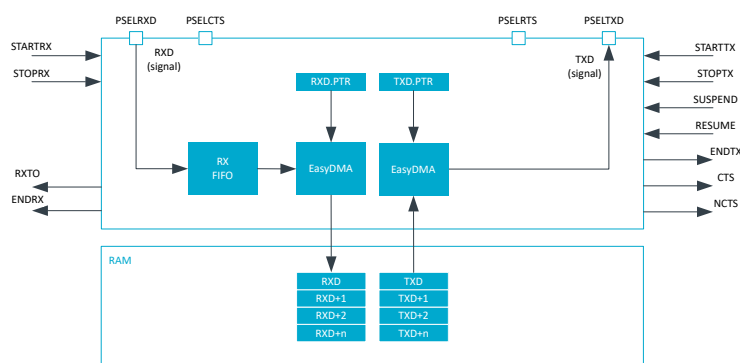 PSELRXD
PSELCTS
PSELRTS
PSELTXD
STARTRX
STOPRX
RXD
(signal)
TXD
(signal)
STARTTX
STOPTX
SUSPEND
RESUME
RXD.PTR
TXD.PTR
RX
FIFO
EasyDMA
EasyDMA
ENDTX
CTS
NCTS
RXTO
ENDRX
RAM
RXD
TXD
RXD+1
TXD+1
RXD+2
TXD+2
RXD+n
TXD+n